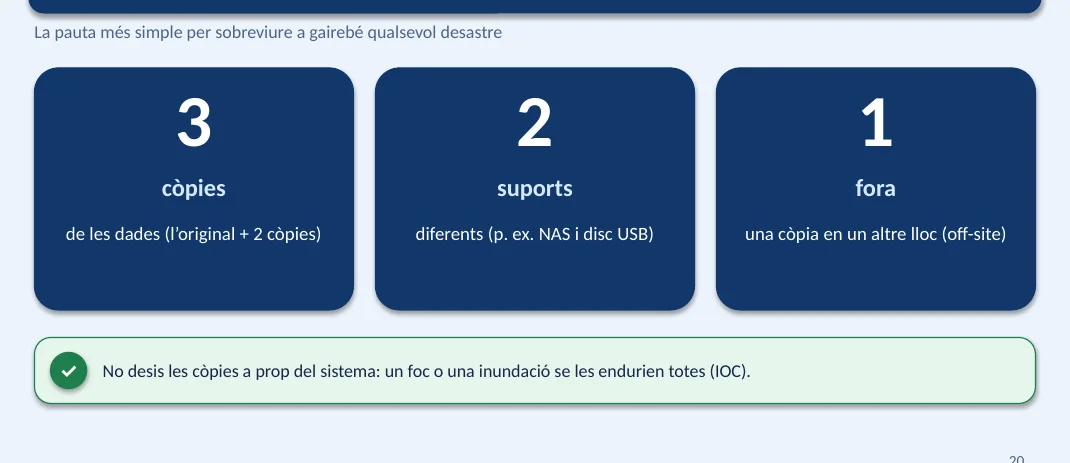 La pauta més simple per sobreviure a gairebé qualsevol desastre
3
còpies
de les dades (l’original + 2 còpies)
2
suports
diferents (p. ex. NAS i disc USB)
1
fora
una còpia en un altre lloc (off-site)
No desis les còpies a prop del sistema: un foc o una inundació se les endurien totes (IOC).
20